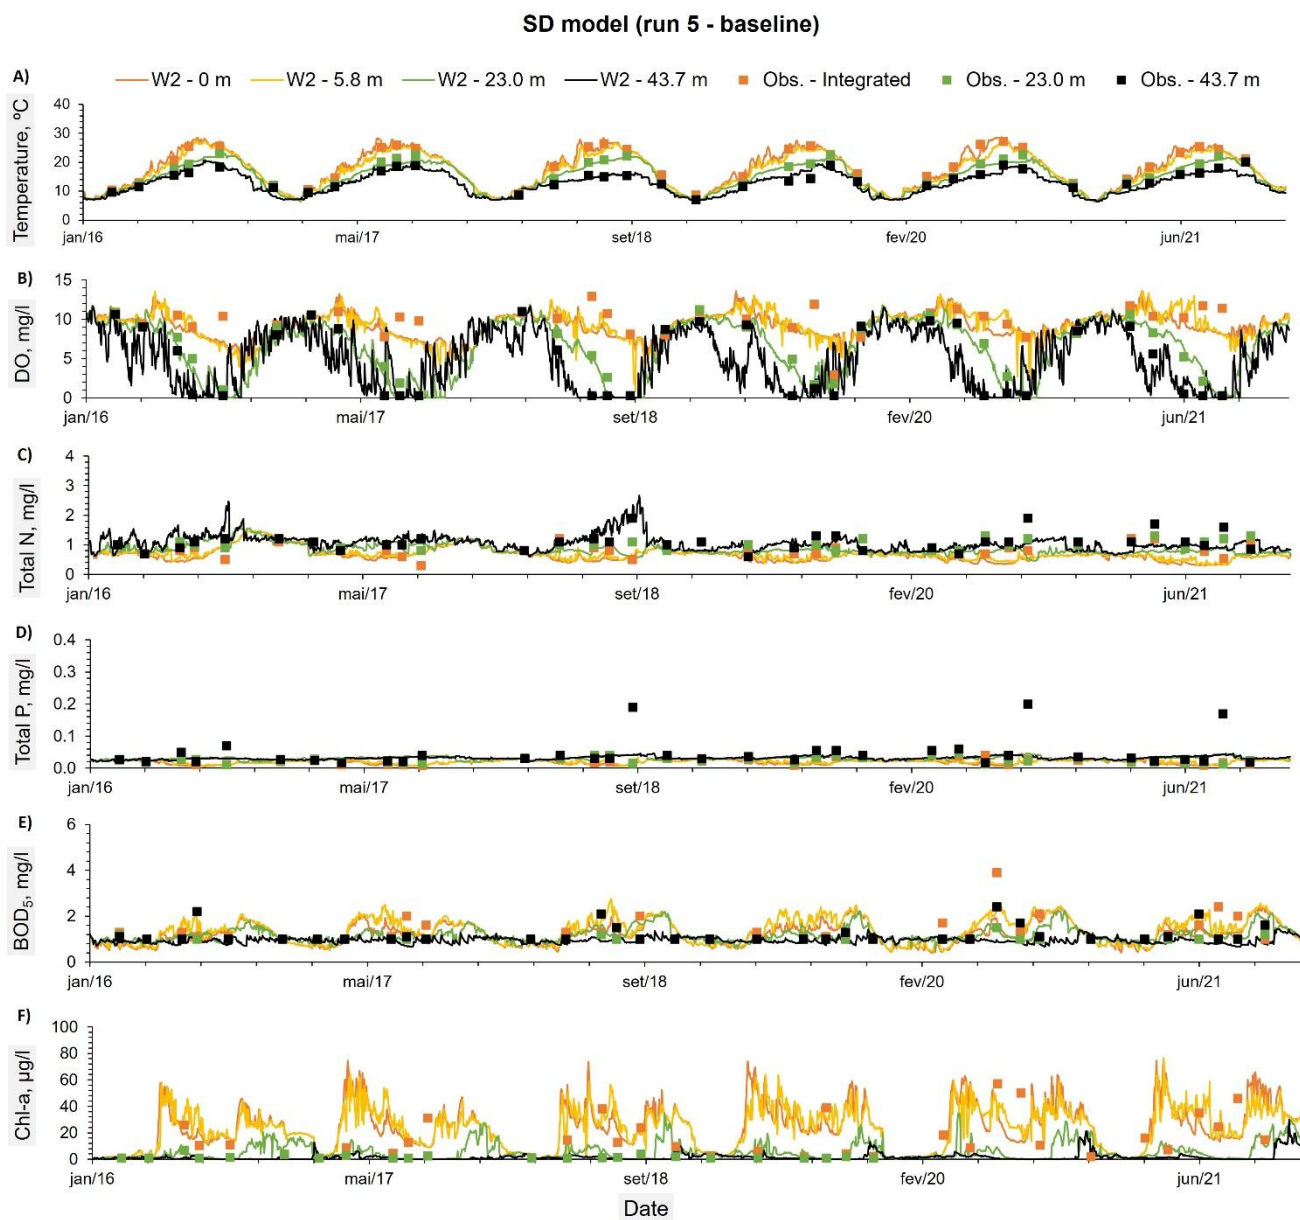 SD model (run 5 - baseline)
A) W2 - 0 m W2 - 5.8 m W2 - 23.0 m W2 - 43.7 m Obs. - Integrated Obs. - 23.0 m Obs. - 43.7 m
Temperature, ºC
40
30
20
10
0
jan/16 mai/17 set/18 fev/20 jun/21
B)
DO, mg/l
15
10
5
0
jan/16 mai/17 set/18 fev/20 jun/21
C)
Total N, mg/l
4
3
2
1
0
jan/16 mai/17 set/18 fev/20 jun/21
D)
Total P, mg/l
0.4
0.3
0.2
0.1
0.0
jan/16 mai/17 set/18 fev/20 jun/21
E)
BOD₅, mg/l
6
4
2
0
jan/16 mai/17 set/18 fev/20 jun/21
F)
Chl-a, µg/l
100
80
60
40
20
0
jan/16 mai/17 set/18 fev/20 jun/21
Date